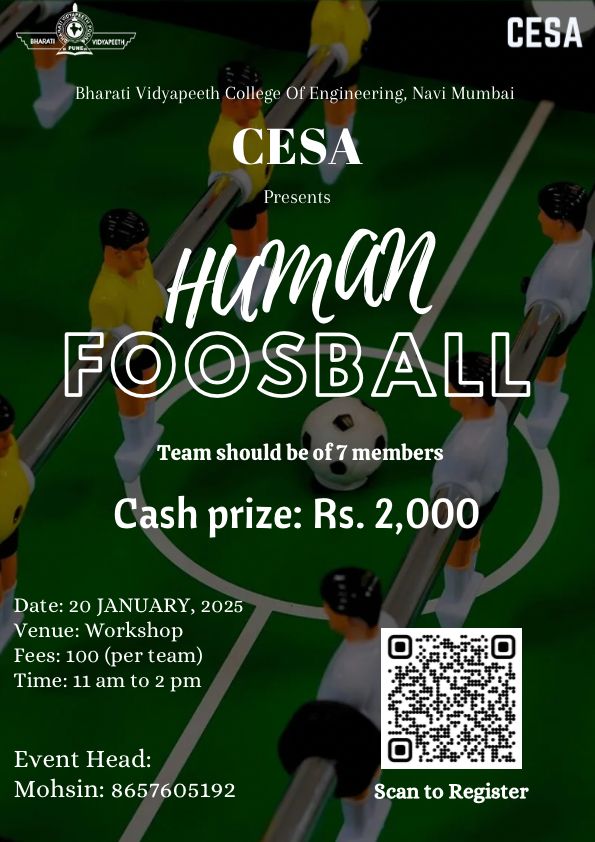 BHARATI VIDYAPEETH
PUNE
CESA
Bharati Vidyapeeth College Of Engineering, Navi Mumbai
CESA
Presents
HUMAN
FOOSBALL
Team should be of 7 members
Cash prize: Rs. 2,000
Date: 20 JANUARY, 2025
Venue: Workshop
Fees: 100 (per team)
Time: 11 am to 2 pm
Event Head:
Mohsin: 8657605192
Scan to Register